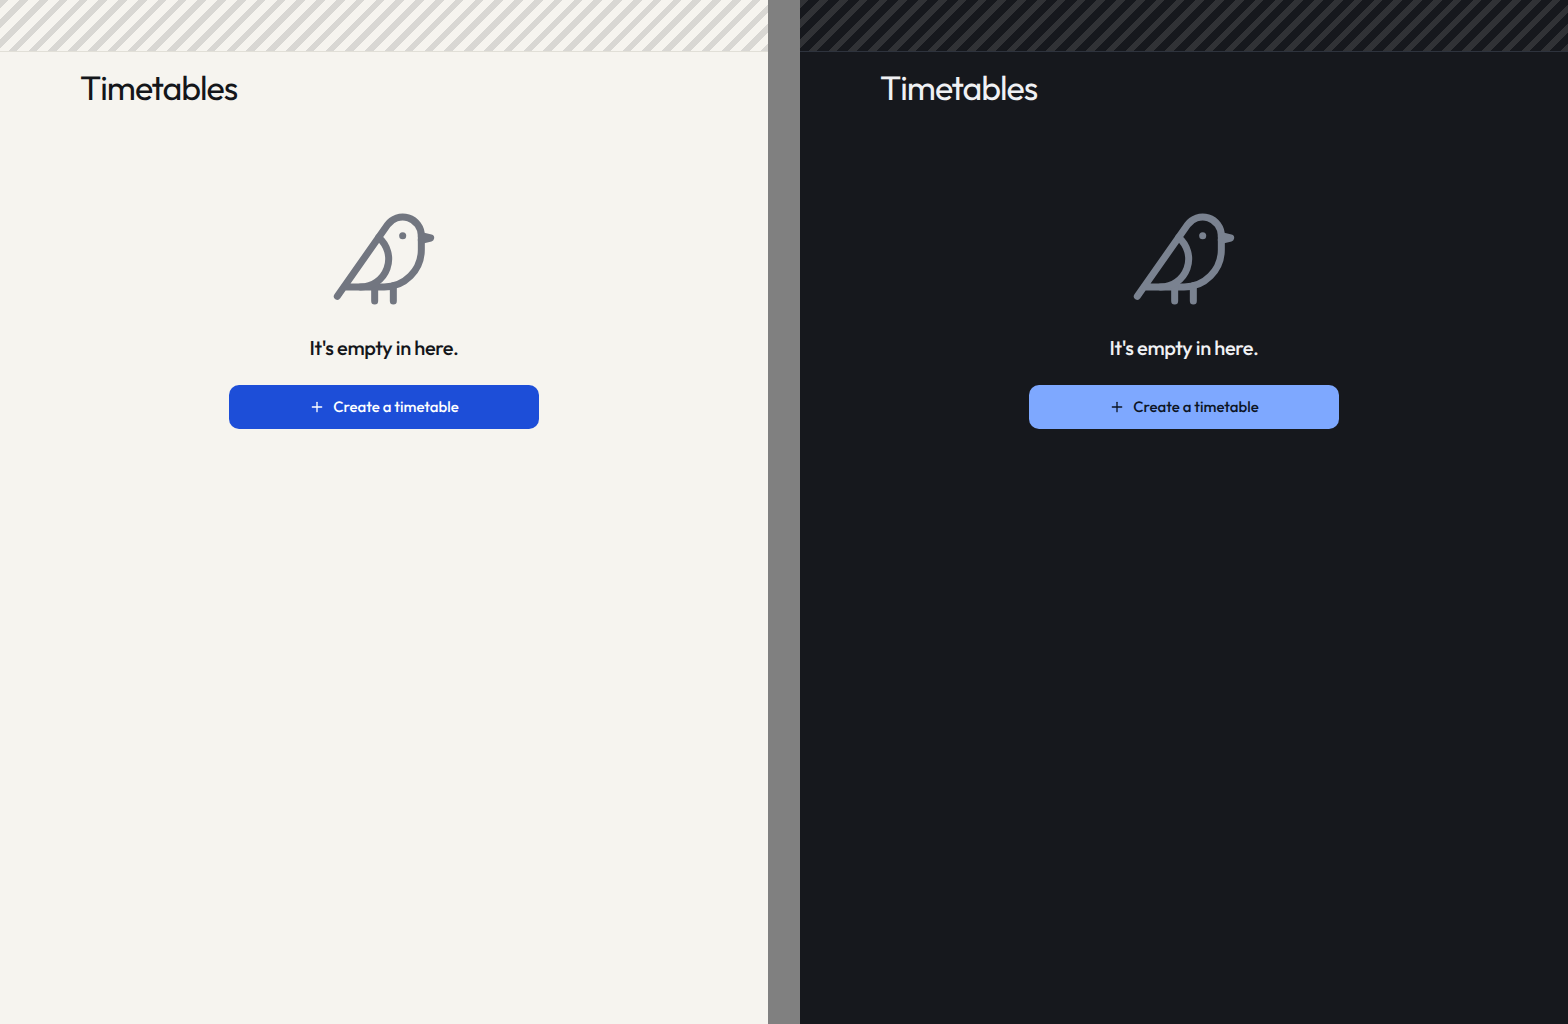 Timetables
It's empty in here.
+ Create a timetable
Timetables
It's empty in here.
+ Create a timetable